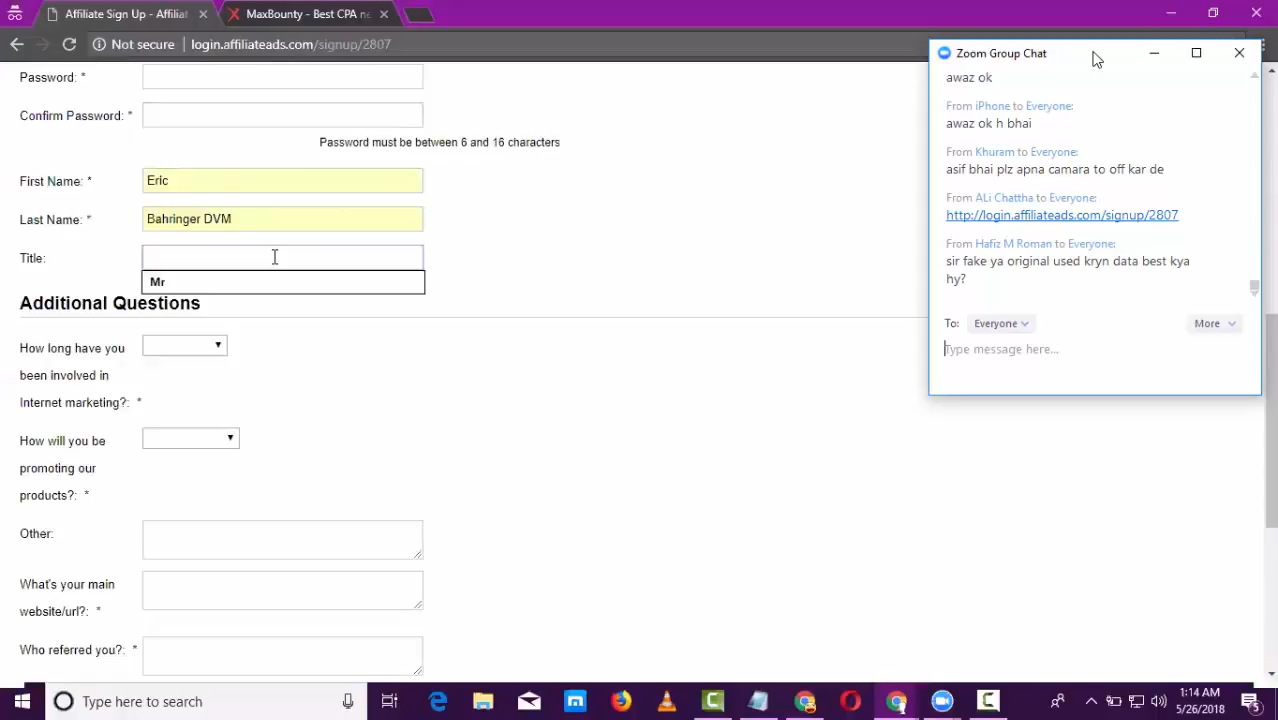 Affiliate Sign Up - Affiliat
MaxBounty - Best CPA n
Not secure
login.affiliateads.com/signup/2807
Password: *
Confirm Password: *
Password must be between 6 and 16 characters
First Name: *
Eric
Last Name: *
Bahringer DVM
Title:
Mr
Additional Questions
How long have you
been involved in
Internet marketing?: *
How will you be
promoting our
products?: *
Other:
What's your main
website/url?: *
Who referred you?: *
Zoom Group Chat
awaz ok
From iPhone to Everyone:
awaz ok h bhai
From Khuram to Everyone:
asif bhai plz apna camara to off kar de
From ALi Chattha to Everyone:
http://login.affiliateads.com/signup/2807
From Hafiz M Roman to Everyone:
sir fake ya original used kryn data best kya
hy?
To: Everyone
More
Type message here...
Type here to search
1:14 AM
5/26/2018
5